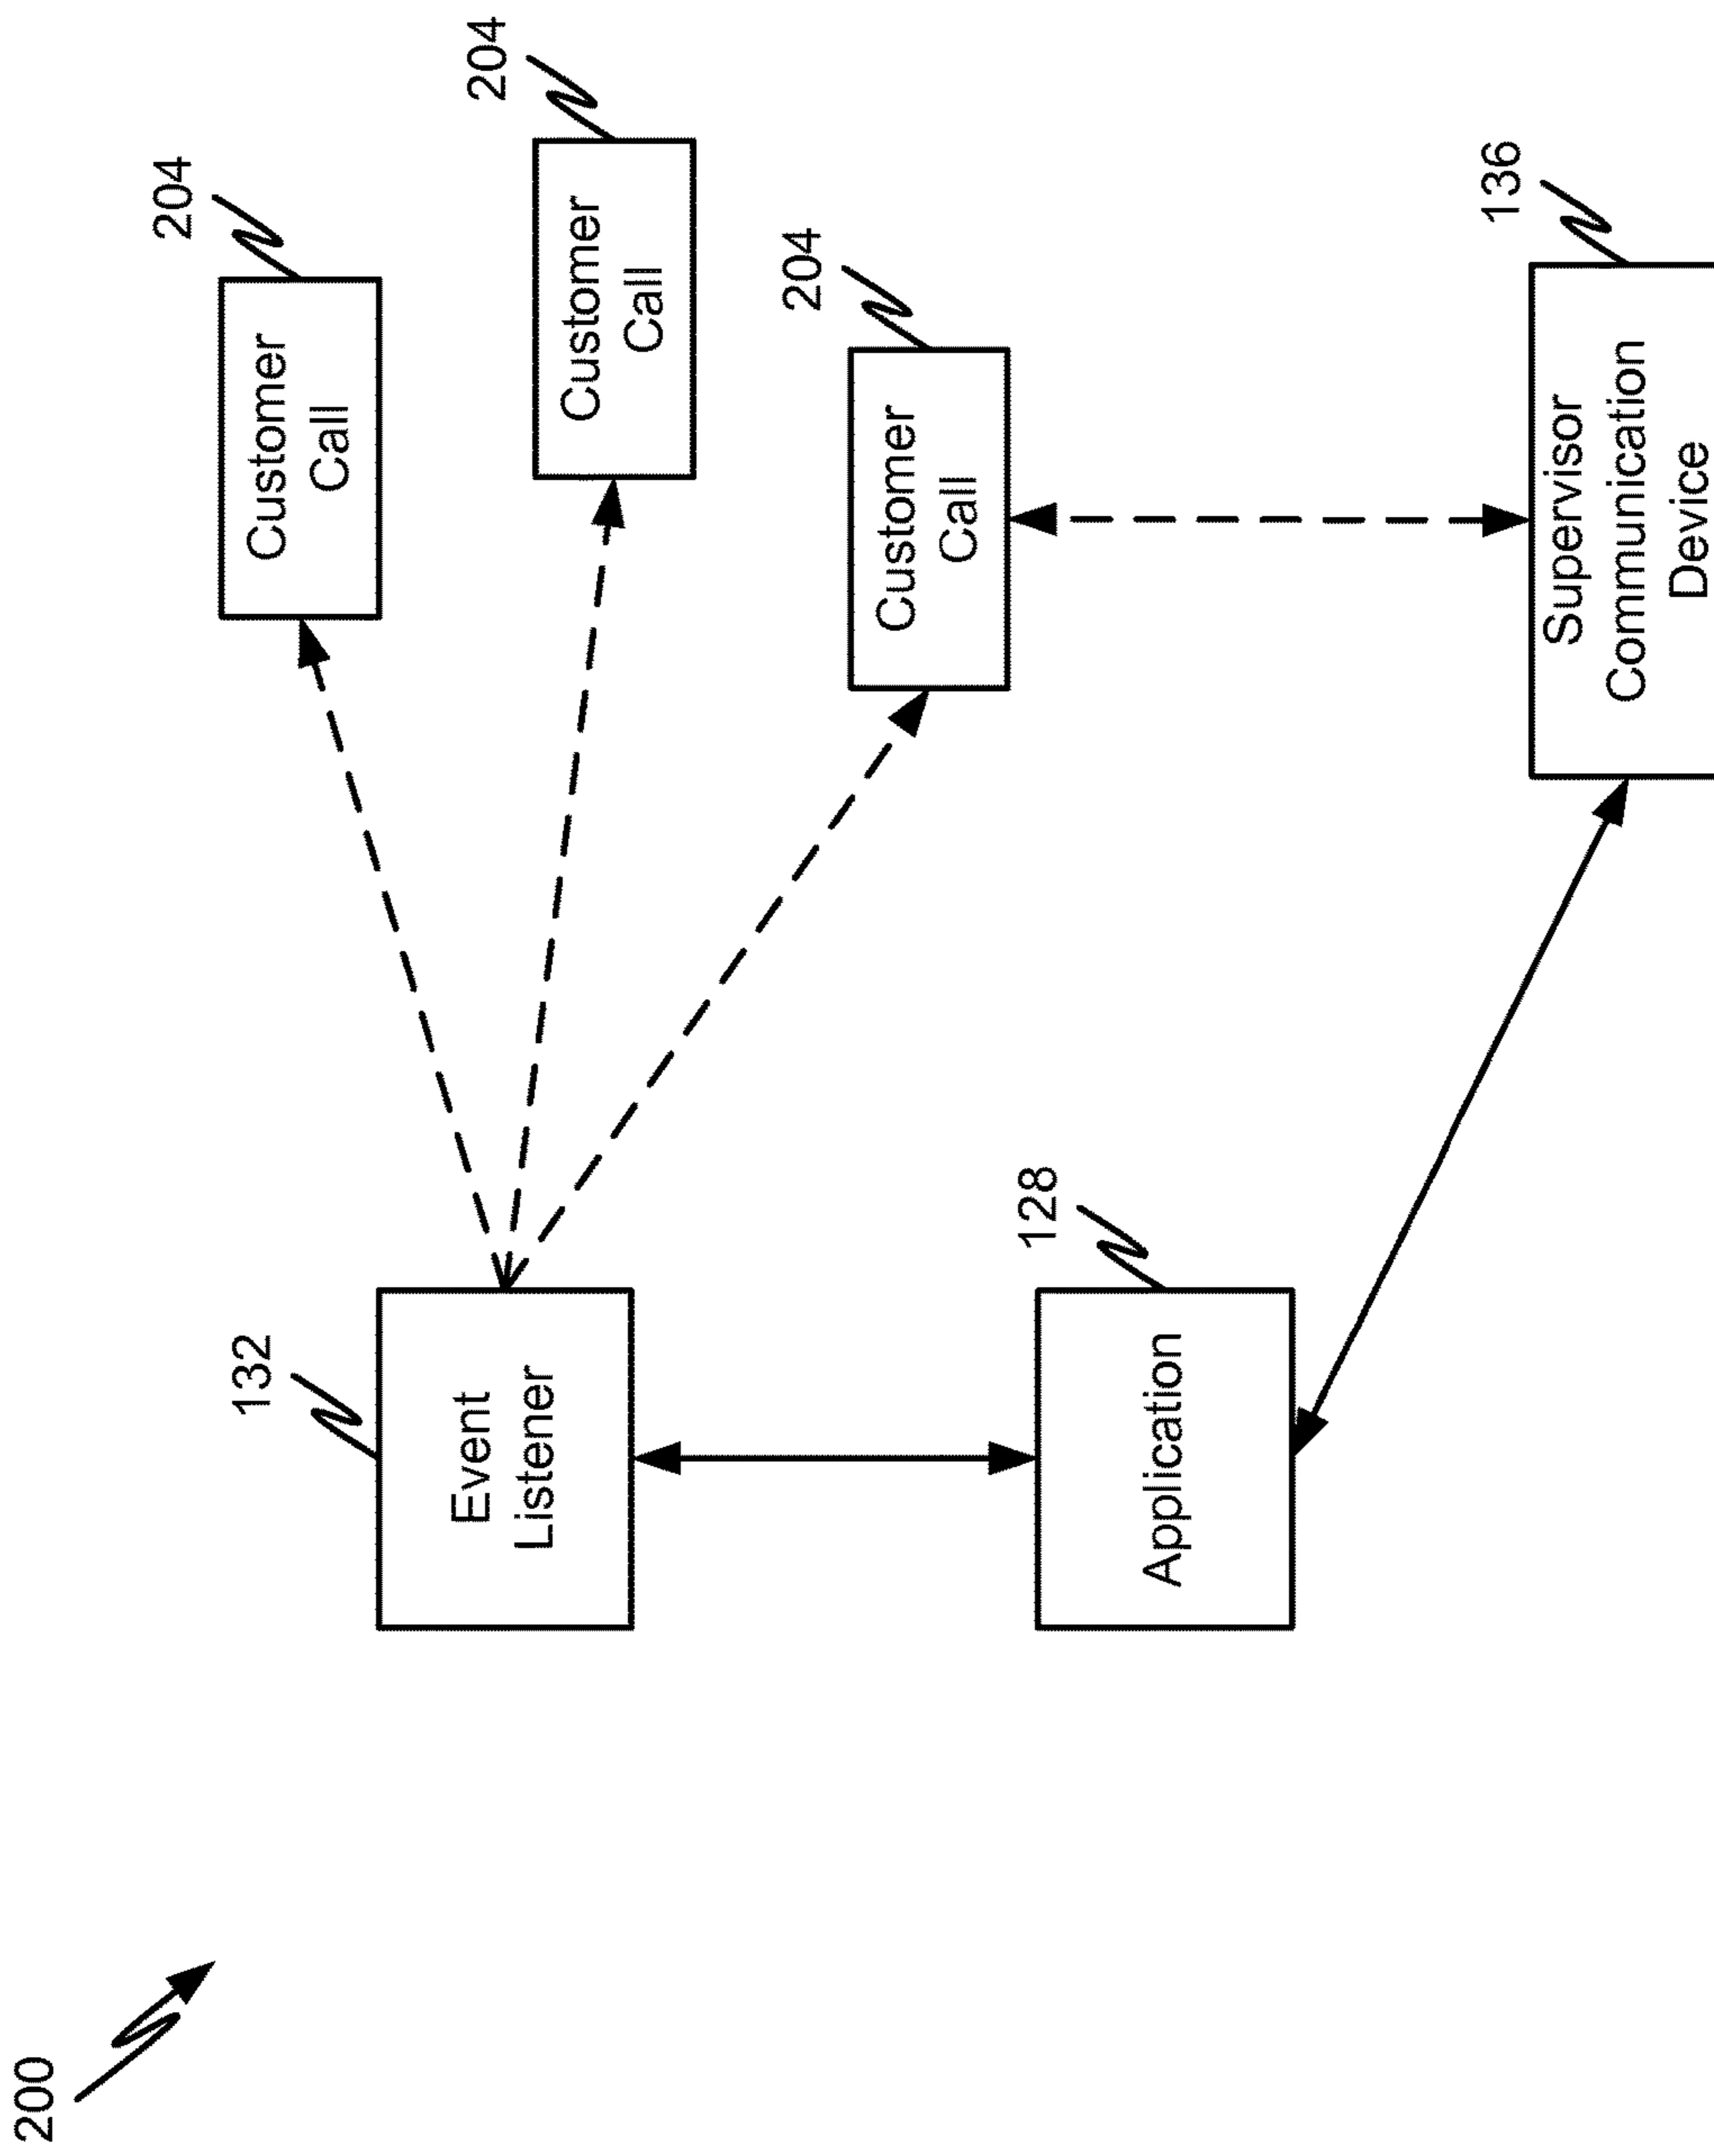 200
132
Event
Listener
128
Application
204
Customer
Call
204
Customer
Call
204
Customer
Call
136
Supervisor
Communication
Device